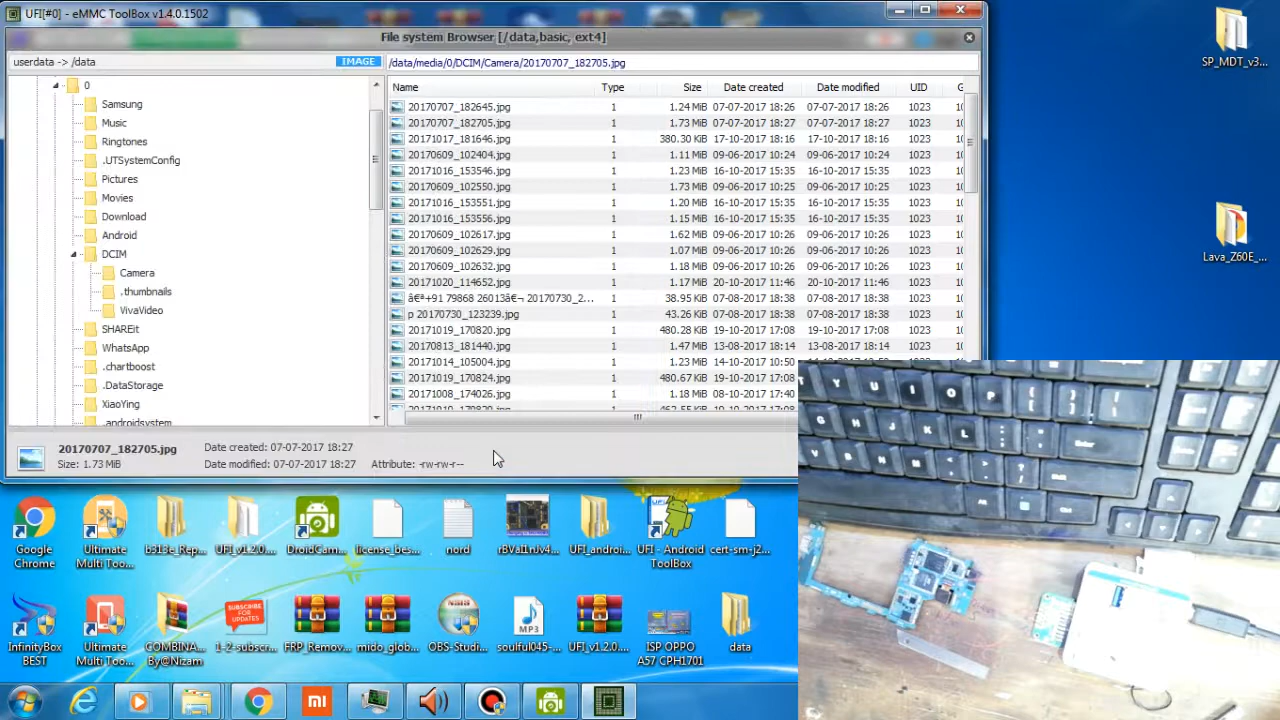 UFI[#0] - eMMC ToolBox v1.4.0.1502
File system Browser [/data,basic, ext4]
userdata -> /data
IMAGE
/data/media/0/DCIM/Camera/20170707_182705.jpg
0
Samsung
Music
Ringtones
.UTSystemConfig
Pictures
Movies
Download
Android
DCIM
Camera
.thumbnails
VivaVideo
SHAREit
WhatsApp
.chartboost
.DataStorage
XiaoYing
.androidsystem
Name Type Size Date created Date modified UID
20170707_182645.jpg 1 1.24 MiB 07-07-2017 18:26 07-07-2017 18:26 1023
20170707_182705.jpg 1 1.73 MiB 07-07-2017 18:27 07-07-2017 18:27 1023
20171017_181646.jpg 1 380.30 KiB 17-10-2017 18:16 17-10-2017 18:16 1023
20170609_102404.jpg 1 1.11 MiB 09-06-2017 10:24 09-06-2017 10:24 1023
20171016_153546.jpg 1 1.23 MiB 16-10-2017 15:35 16-10-2017 15:35 1023
20170609_102550.jpg 1 1.73 MiB 09-06-2017 10:25 09-06-2017 10:25 1023
20171016_153551.jpg 1 1.20 MiB 16-10-2017 15:35 16-10-2017 15:35 1023
20171016_153556.jpg 1 1.15 MiB 16-10-2017 15:35 16-10-2017 15:35 1023
20170609_102617.jpg 1 1.62 MiB 09-06-2017 10:26 09-06-2017 10:26 1023
20170609_102629.jpg 1 1.07 MiB 09-06-2017 10:26 09-06-2017 10:26 1023
20170609_102632.jpg 1 1.18 MiB 09-06-2017 10:26 09-06-2017 10:26 1023
20171020_114652.jpg 1 1.17 MiB 20-10-2017 11:46 20-10-2017 11:46 1023
â€ª+91 79868 26013â€¬ 20170730_2... 1 38.95 KiB 07-08-2017 18:38 07-08-2017 18:38 1023
p 20170730_123239.jpg 1 43.26 KiB 07-08-2017 18:38 07-08-2017 18:38 1023
20171019_170820.jpg 1 480.28 KiB 19-10-2017 17:08 19-10-2017 17:08 1023
20170813_181440.jpg 1 1.47 MiB 13-08-2017 18:14 13-08-2017 18:14 1023
20171014_105004.jpg 1 1.23 MiB 14-10-2017 10:50
20171019_170824.jpg 1 480.67 KiB 19-10-2017 17:08
20171008_174026.jpg 1 1.18 MiB 08-10-2017 17:40
20170707_182705.jpg
Size: 1.73 MiB
Date created: 07-07-2017 18:27
Date modified: 07-07-2017 18:27 Attribute: -rw-rw-r--
SP_MDT_v3...
Lava_Z60E_...
Google Chrome
Ultimate Multi Too...
b313e_Rep...
UFI_v1.2.0....
DroidCam...
license_bes...
nord
rBVaI1nJv4...
UFI_androi...
UFI - Android ToolBox
cert-sm-j2...
InfinityBox BEST
Ultimate Multi Too...
COMBINA... By@Nizam
SUBSCRIBE FOR UPDATES
1-2-subscr...
FRP_Remov...
mido_glob...
OBS-Studi...
MP3
soulful045-...
UFI_v1.2.0....
ISP OPPO A57 CPH1701
data